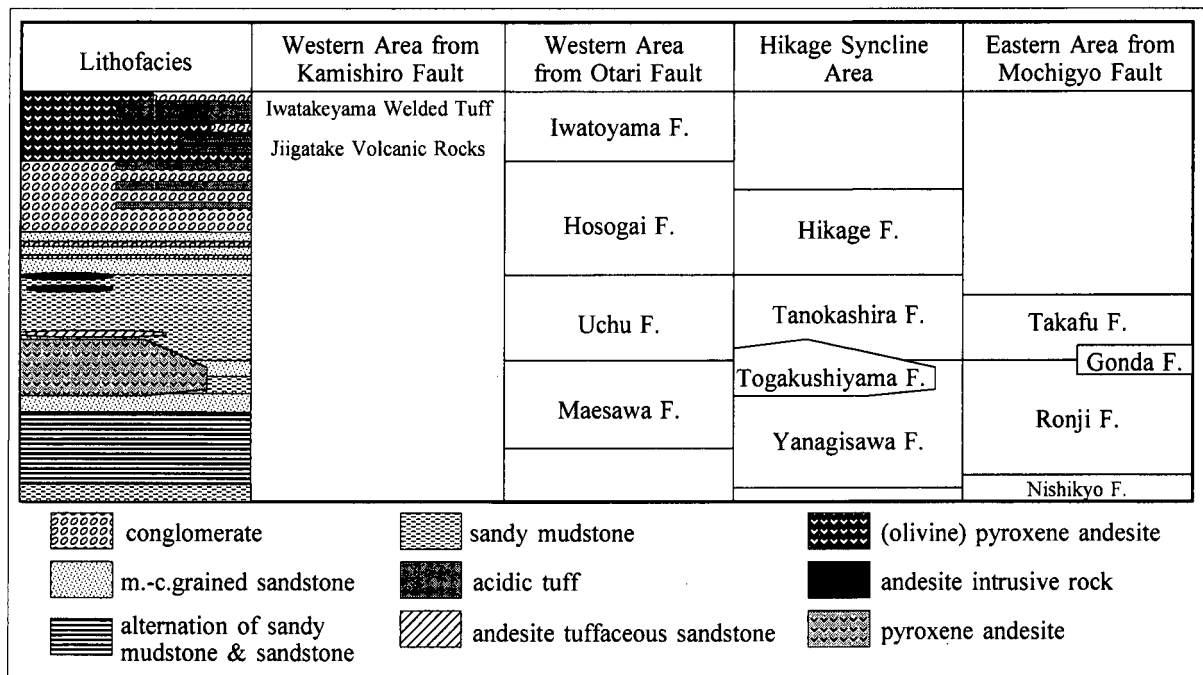 Lithofacies
Western Area from
Kamishiro Fault
Western Area
from Otari Fault
Hikage Syncline
Area
Eastern Area from
Mochigyo Fault
Iwatakeyama Welded Tuff
Jiigatake Volcanic Rocks
Iwatoyama F.
Hosogai F.
Uchu F.
Maesawa F.
Hikage F.
Tanokashira F.
Togakushiyama F.
Yanagisawa F.
Takafu F.
Gonda F.
Ronji F.
Nishikyo F.
conglomerate
m.-c.grained sandstone
alternation of sandy
mudstone & sandstone
sandy mudstone
acidic tuff
andesite tuffaceous sandstone
(olivine) pyroxene andesite
andesite intrusive rock
pyroxene andesite